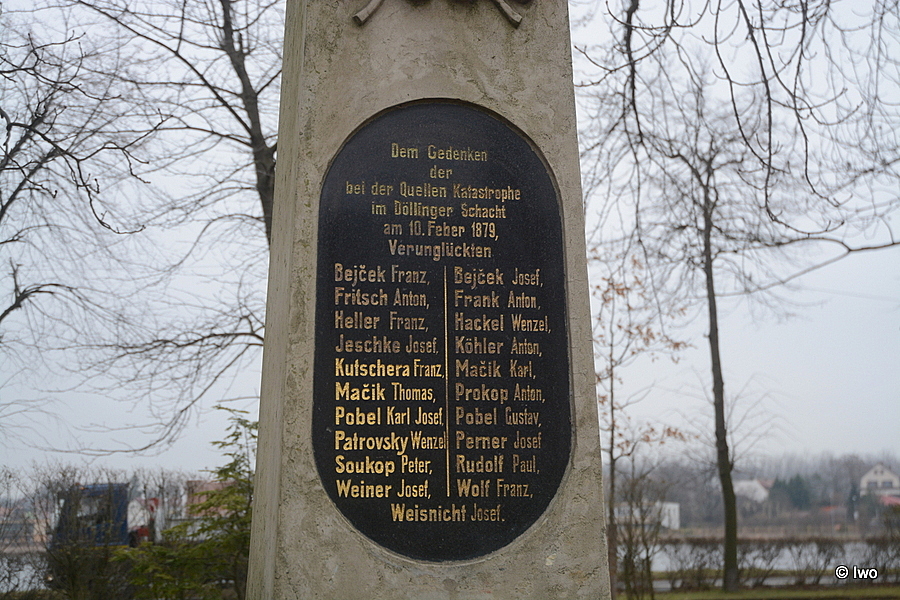 Dem Gedenken
der
bei der Quellen Katastrophe
im Döllinger Schacht
am 10. Feber 1879,
Verunglückten
Bejček Franz, Bejček Josef,
Fritsch Anton, Frank Anton,
Heller Franz, Hackel Wenzel,
Jeschke Josef, Köhler Anton,
Kutschera Franz, Mačik Karl,
Mačik Thomas, Prokop Anton,
Pobel Karl Josef, Pobel Gustav,
Patrovsky Wenzel Perner Josef
Soukop Peter, Rudolf Paul,
Weiner Josef, Wolf Franz,
Weisnicht Josef.
© Iwo